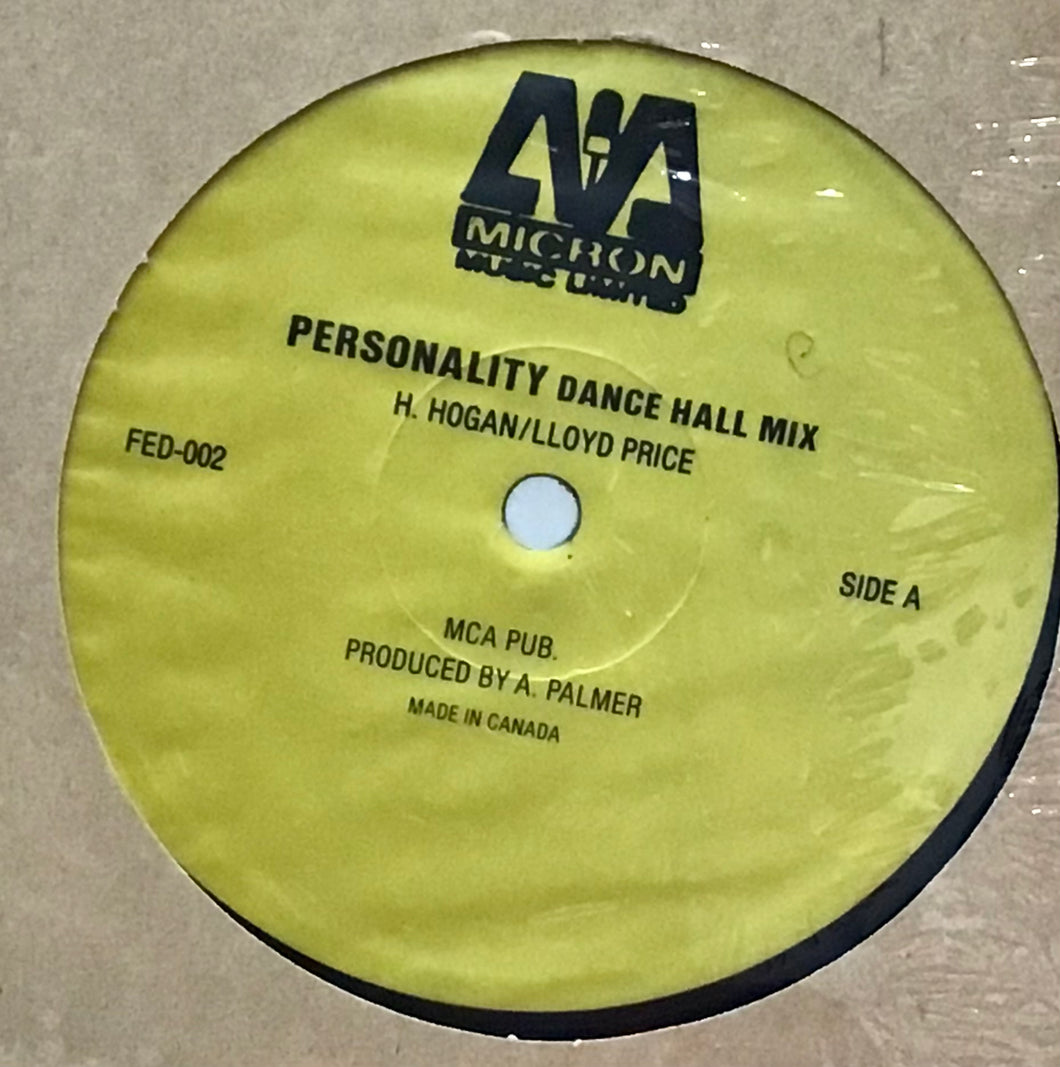 MICRON
MUSIC LIMITED
PERSONALITY DANCE HALL MIX
H. HOGAN/LLOYD PRICE
FED-002
SIDE A
MCA PUB.
PRODUCED BY A. PALMER
MADE IN CANADA